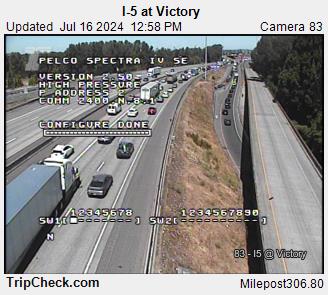 I-5 at Victory
Updated Jul 16 2024 12:58 PM Camera 83
PELCO SPECTRA IV SE
VERSION 2.50
HIGH PRESSURE
P ADDRESS 2
COMM 2400 N,8,1
CONFIGURE DONE
12345678 1234567890
SW1[ SW2[
N
83 - I5 @ Victory
TripCheck.com Milepost306.80